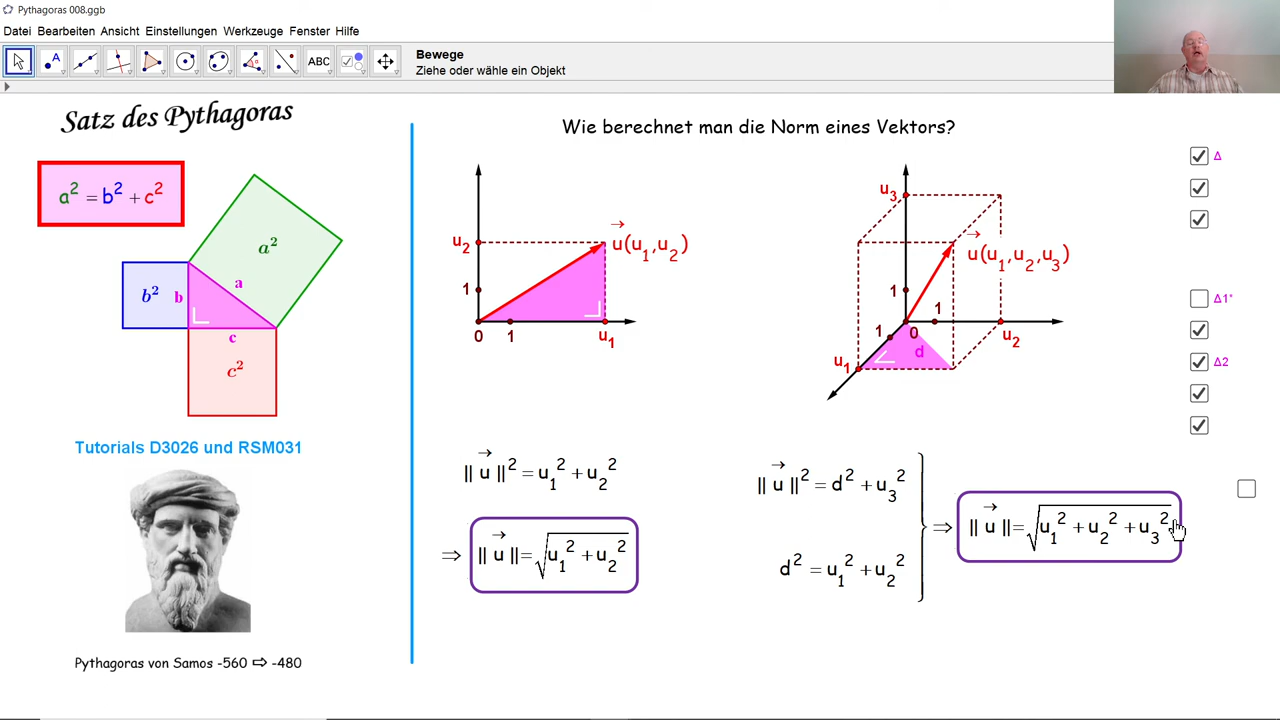 Pythagoras 008.ggb
Datei Bearbeiten Ansicht Einstellungen Werkzeuge Fenster Hilfe
A
ABC
Bewege
Ziehe oder wähle ein Objekt
Satz des Pythagoras
a² = b² + c²
a²
b²
b
a
c
c²
Tutorials D3026 und RSM031
Pythagoras von Samos -560 ⇨ -480
Wie berechnet man die Norm eines Vektors?
u₂
1
0
1
u₁
u⃗(u₁,u₂)
u₃
u⃗(u₁,u₂,u₃)
1
1
1
0
u₂
u₁
d
‖ u⃗ ‖² = u₁² + u₂²
⇒ ‖ u⃗ ‖= √(u₁² + u₂²)
‖ u⃗ ‖² = d² + u₃²
d² = u₁² + u₂²
⇒ ‖ u⃗ ‖= √(u₁² + u₂² + u₃²)
Δ
Δ1*
Δ2